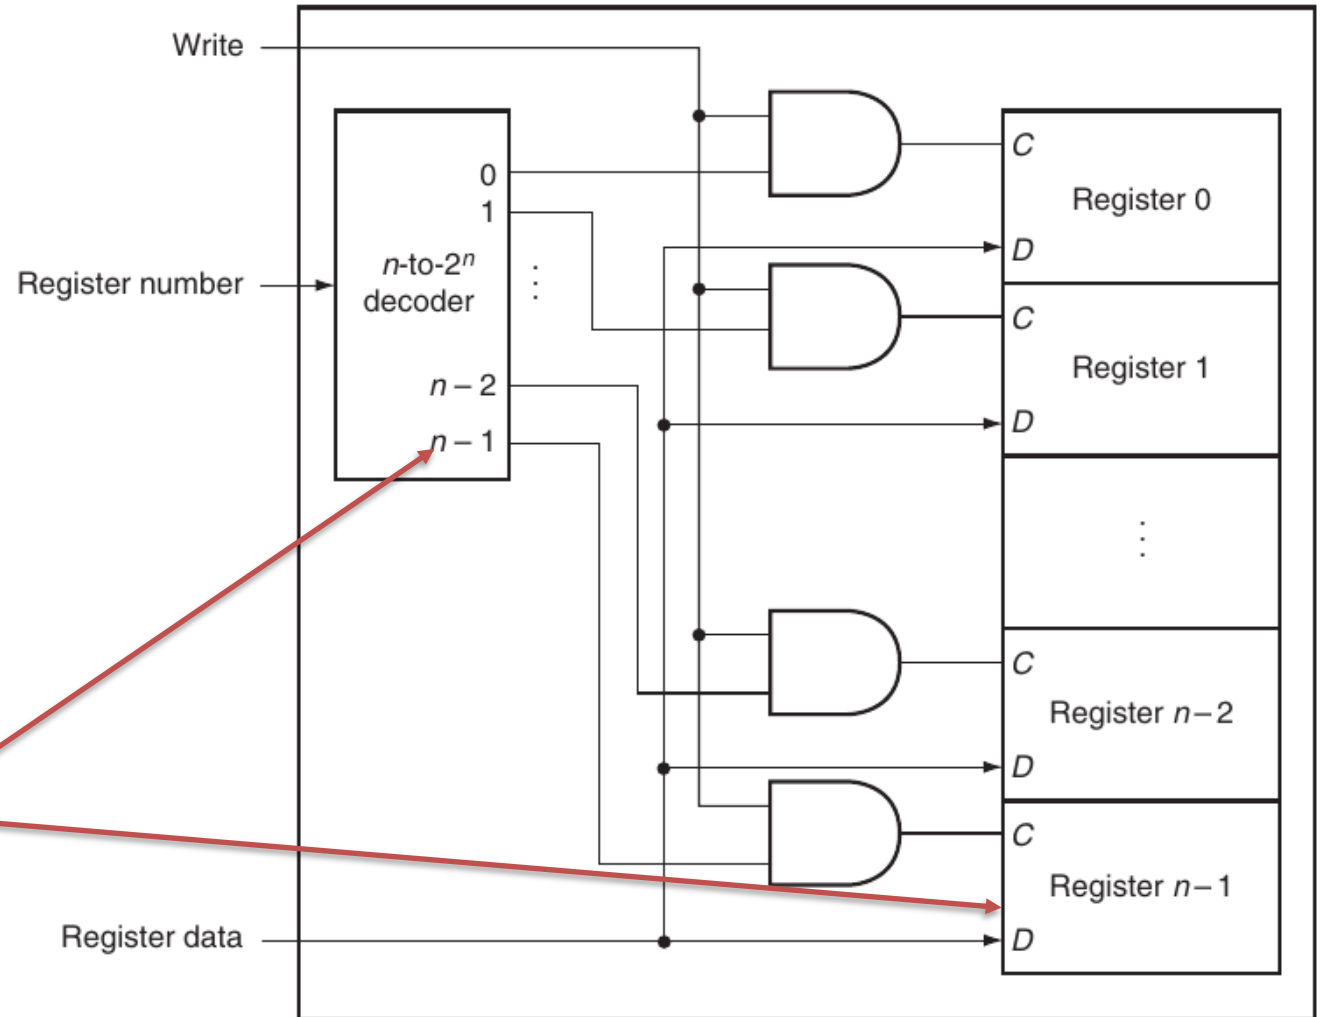 Write
C
0
Register 0
1
n-to-2ⁿ
decoder
⋮
D
Register number
C
Register 1
n – 2
D
n – 1
⋮
C
Register n–2
D
C
Register n–1
Register data
D